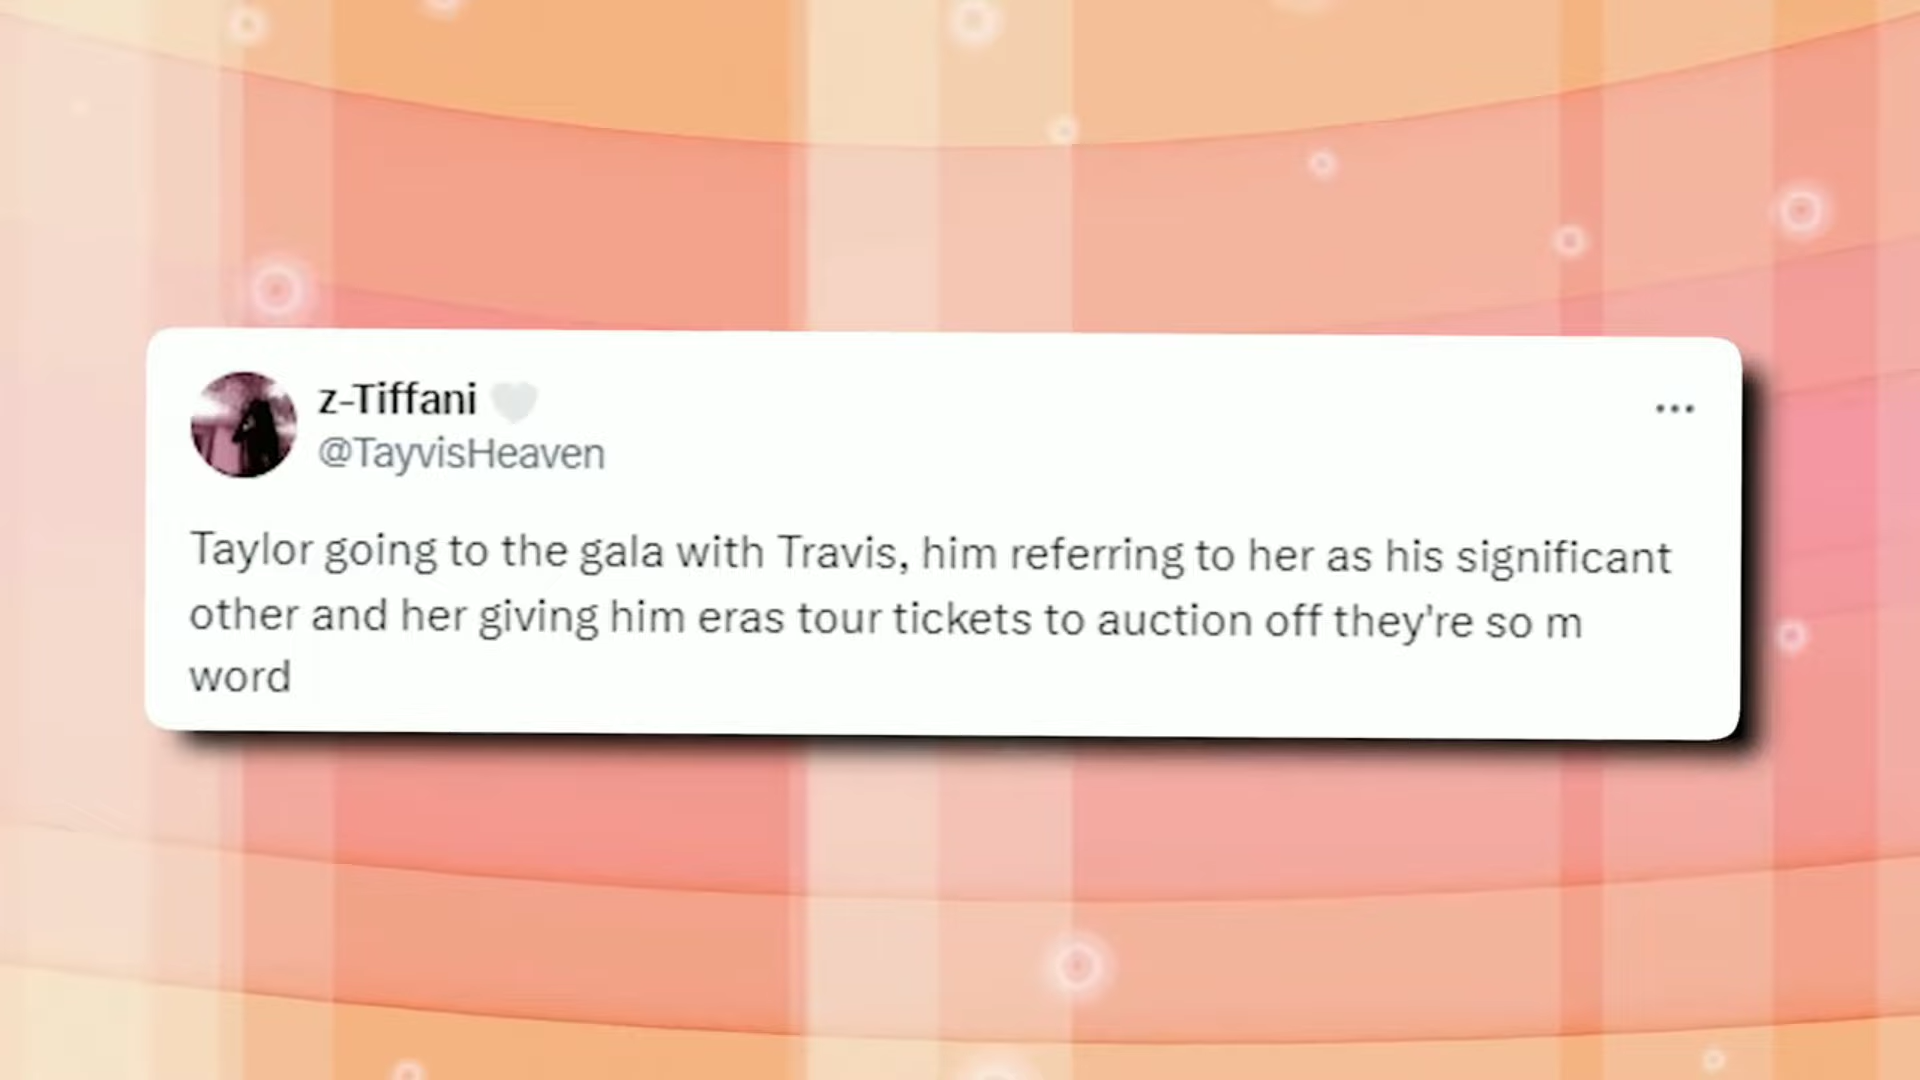 z-Tiffani 🤍
@TayvisHeaven
Taylor going to the gala with Travis, him referring to her as his significant
other and her giving him eras tour tickets to auction off they're so m
word